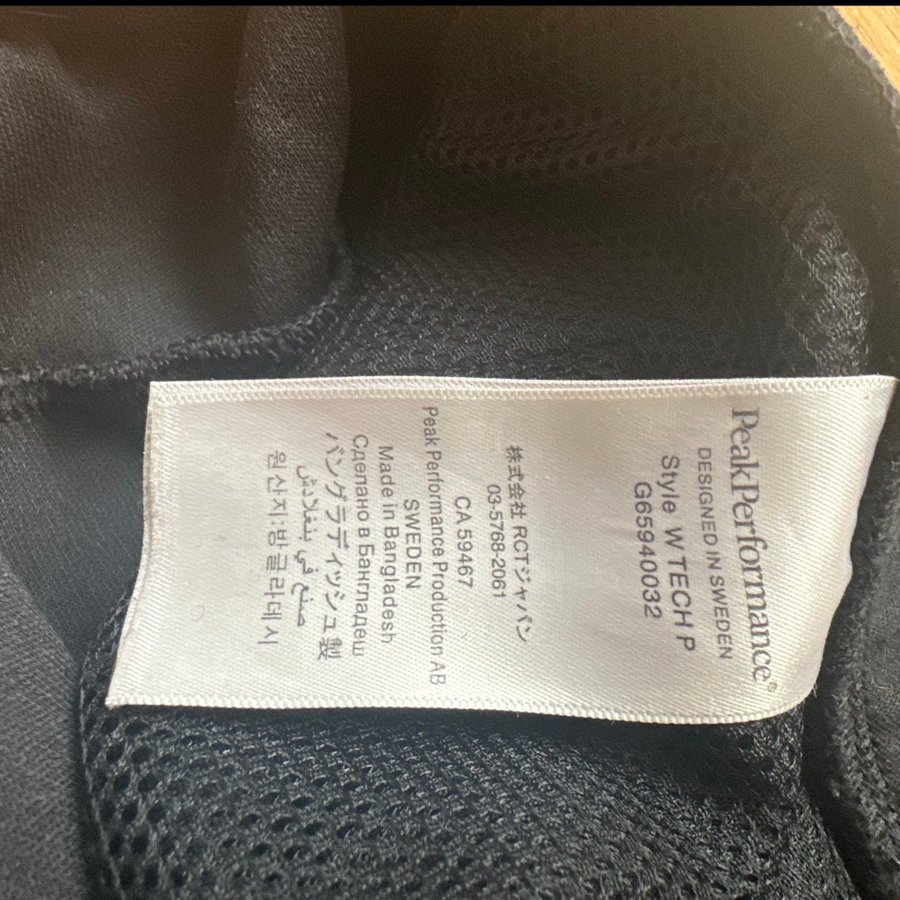 PeakPerformance®
DESIGNED IN SWEDEN
Style W TECH P
G65940032
株式会社 RCTジャパン
03-5768-2061
CA 59467
Peak Performance Production AB
SWEDEN
Made in Bangladesh
Сделано в Бангладеш
バングラディッシュ製
صنع في بنغلادش
원산지:방글라데시